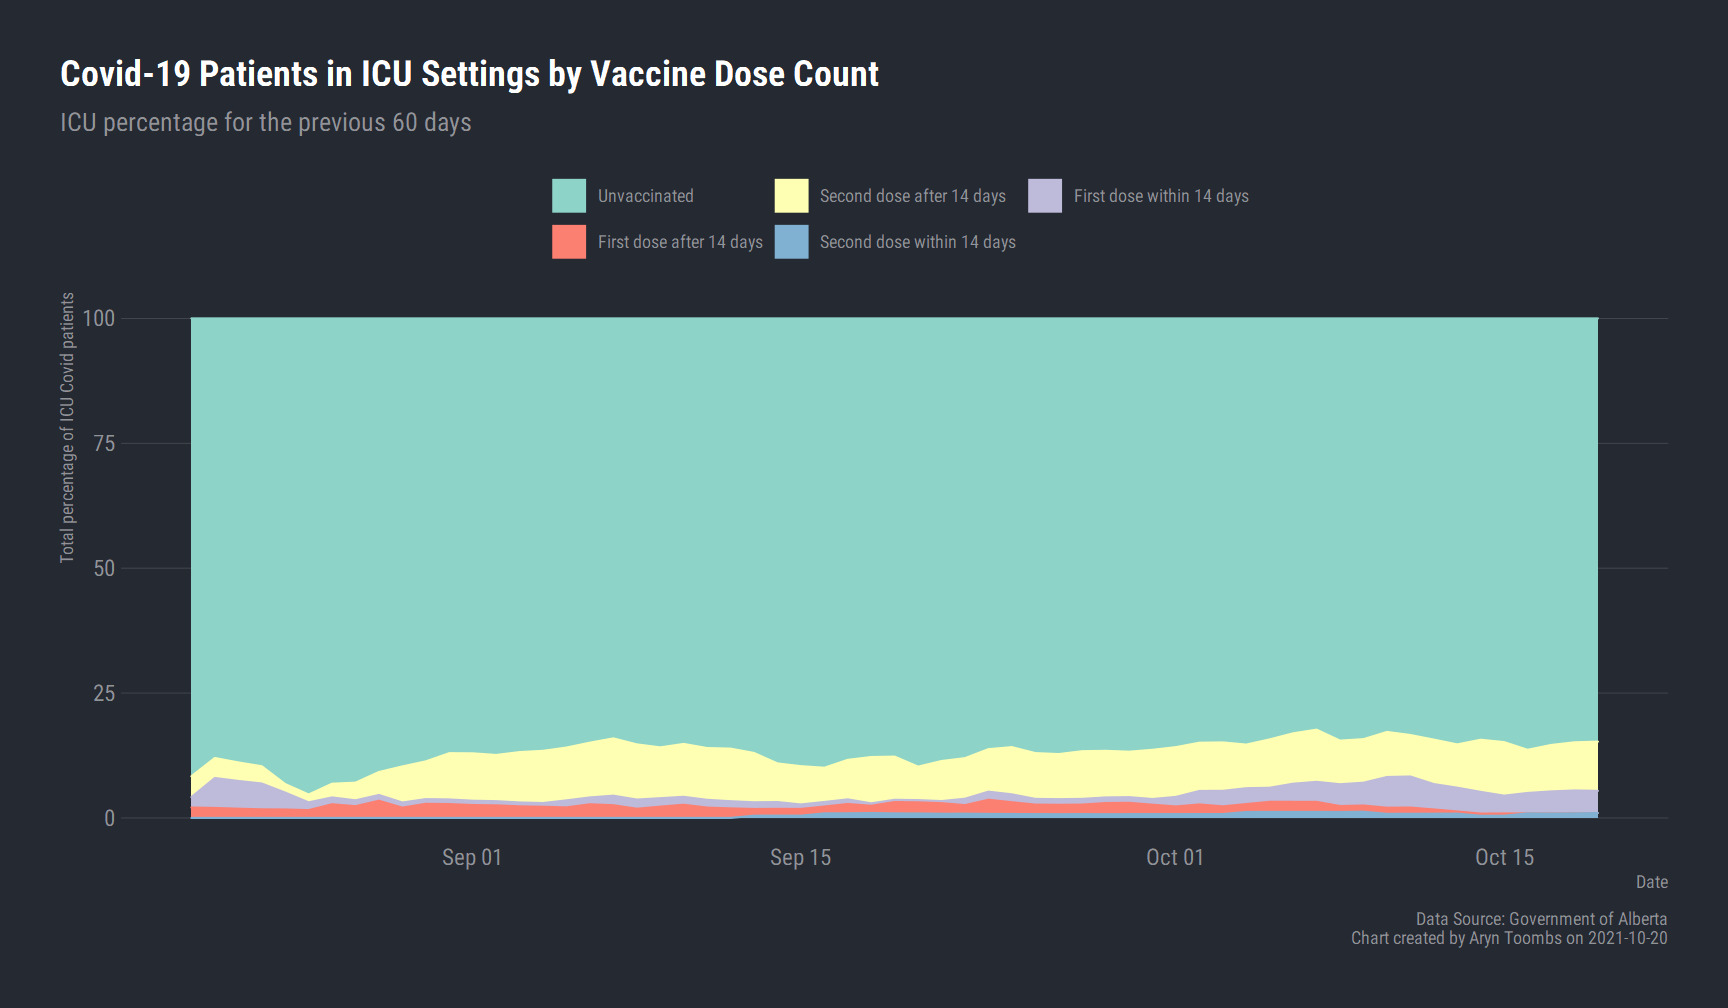 Covid-19 Patients in ICU Settings by Vaccine Dose Count
ICU percentage for the previous 60 days
Unvaccinated
Second dose after 14 days
First dose within 14 days
First dose after 14 days
Second dose within 14 days
Total percentage of ICU Covid patients
100
75
50
25
0
Sep 01
Sep 15
Oct 01
Oct 15
Date
Data Source: Government of Alberta
Chart created by Aryn Toombs on 2021-10-20